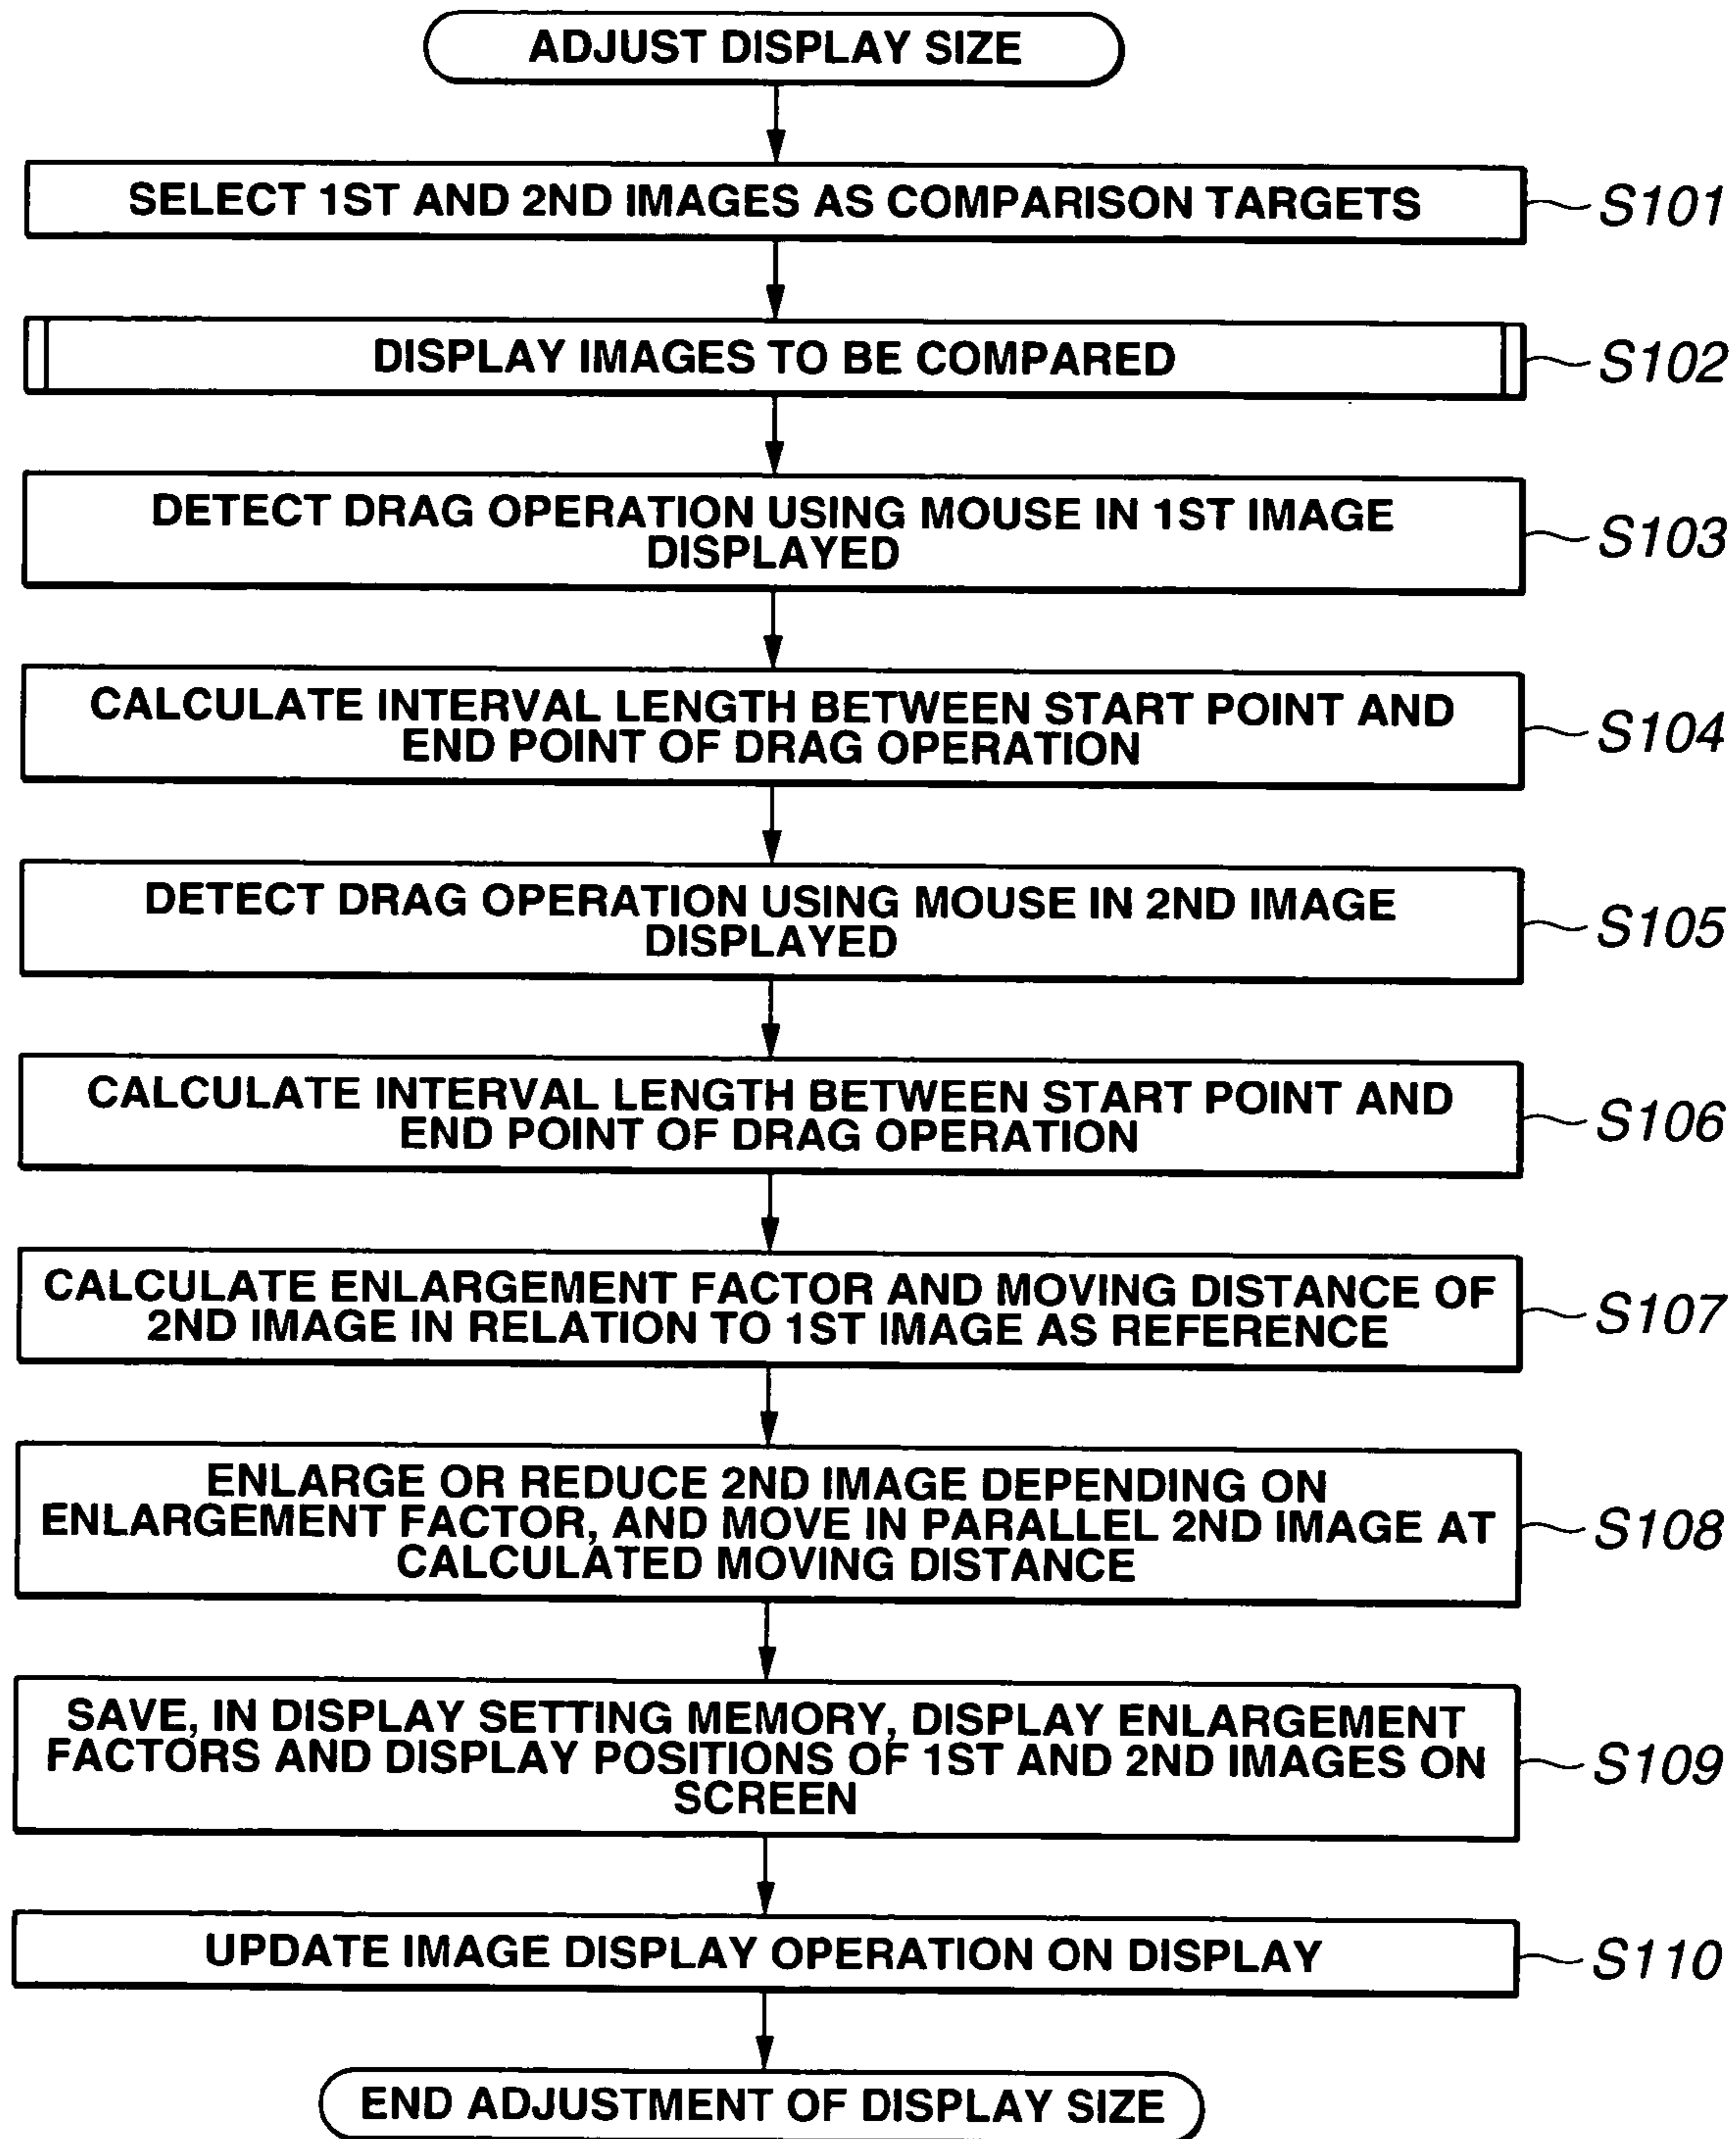 ADJUST DISPLAY SIZE
SELECT 1ST AND 2ND IMAGES AS COMPARISON TARGETS
S101
DISPLAY IMAGES TO BE COMPARED
S102
DETECT DRAG OPERATION USING MOUSE IN 1ST IMAGE
DISPLAYED
S103
CALCULATE INTERVAL LENGTH BETWEEN START POINT AND
END POINT OF DRAG OPERATION
S104
DETECT DRAG OPERATION USING MOUSE IN 2ND IMAGE
DISPLAYED
S105
CALCULATE INTERVAL LENGTH BETWEEN START POINT AND
END POINT OF DRAG OPERATION
S106
CALCULATE ENLARGEMENT FACTOR AND MOVING DISTANCE OF
2ND IMAGE IN RELATION TO 1ST IMAGE AS REFERENCE
S107
ENLARGE OR REDUCE 2ND IMAGE DEPENDING ON
ENLARGEMENT FACTOR, AND MOVE IN PARALLEL 2ND IMAGE AT
CALCULATED MOVING DISTANCE
S108
SAVE, IN DISPLAY SETTING MEMORY, DISPLAY ENLARGEMENT
FACTORS AND DISPLAY POSITIONS OF 1ST AND 2ND IMAGES ON
SCREEN
S109
UPDATE IMAGE DISPLAY OPERATION ON DISPLAY
S110
END ADJUSTMENT OF DISPLAY SIZE